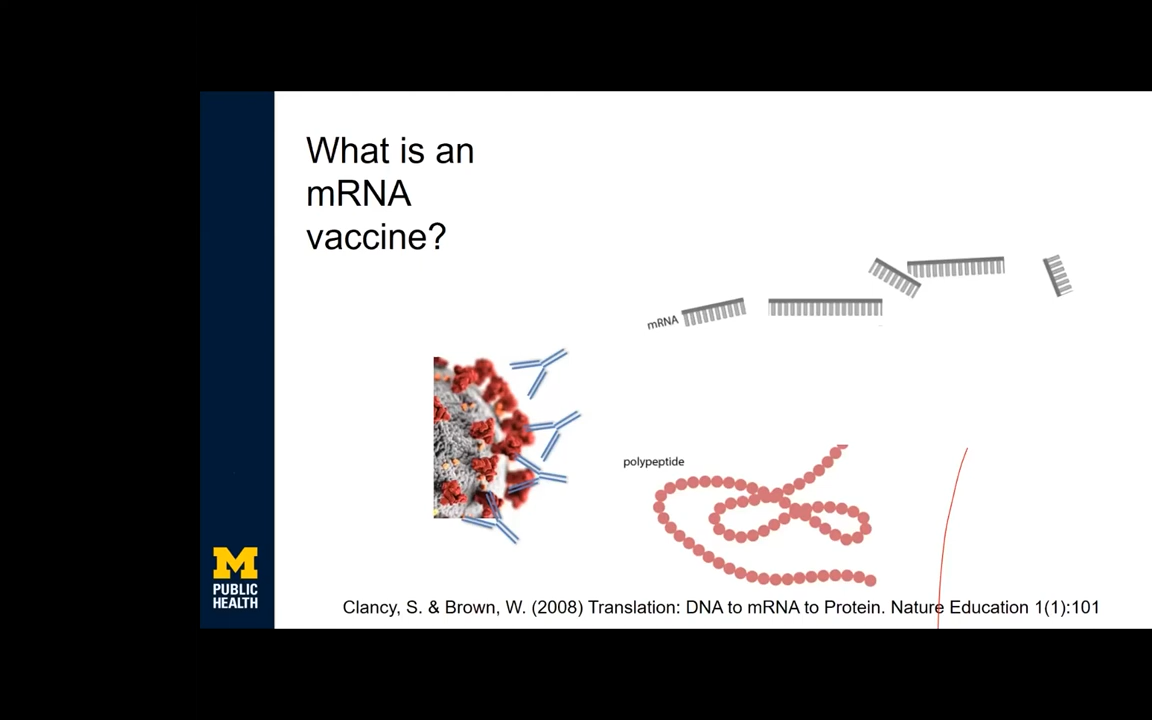 What is an
mRNA
vaccine?
mRNA
polypeptide
M
PUBLIC
HEALTH
Clancy, S. & Brown, W. (2008) Translation: DNA to mRNA to Protein. Nature Education 1(1):101